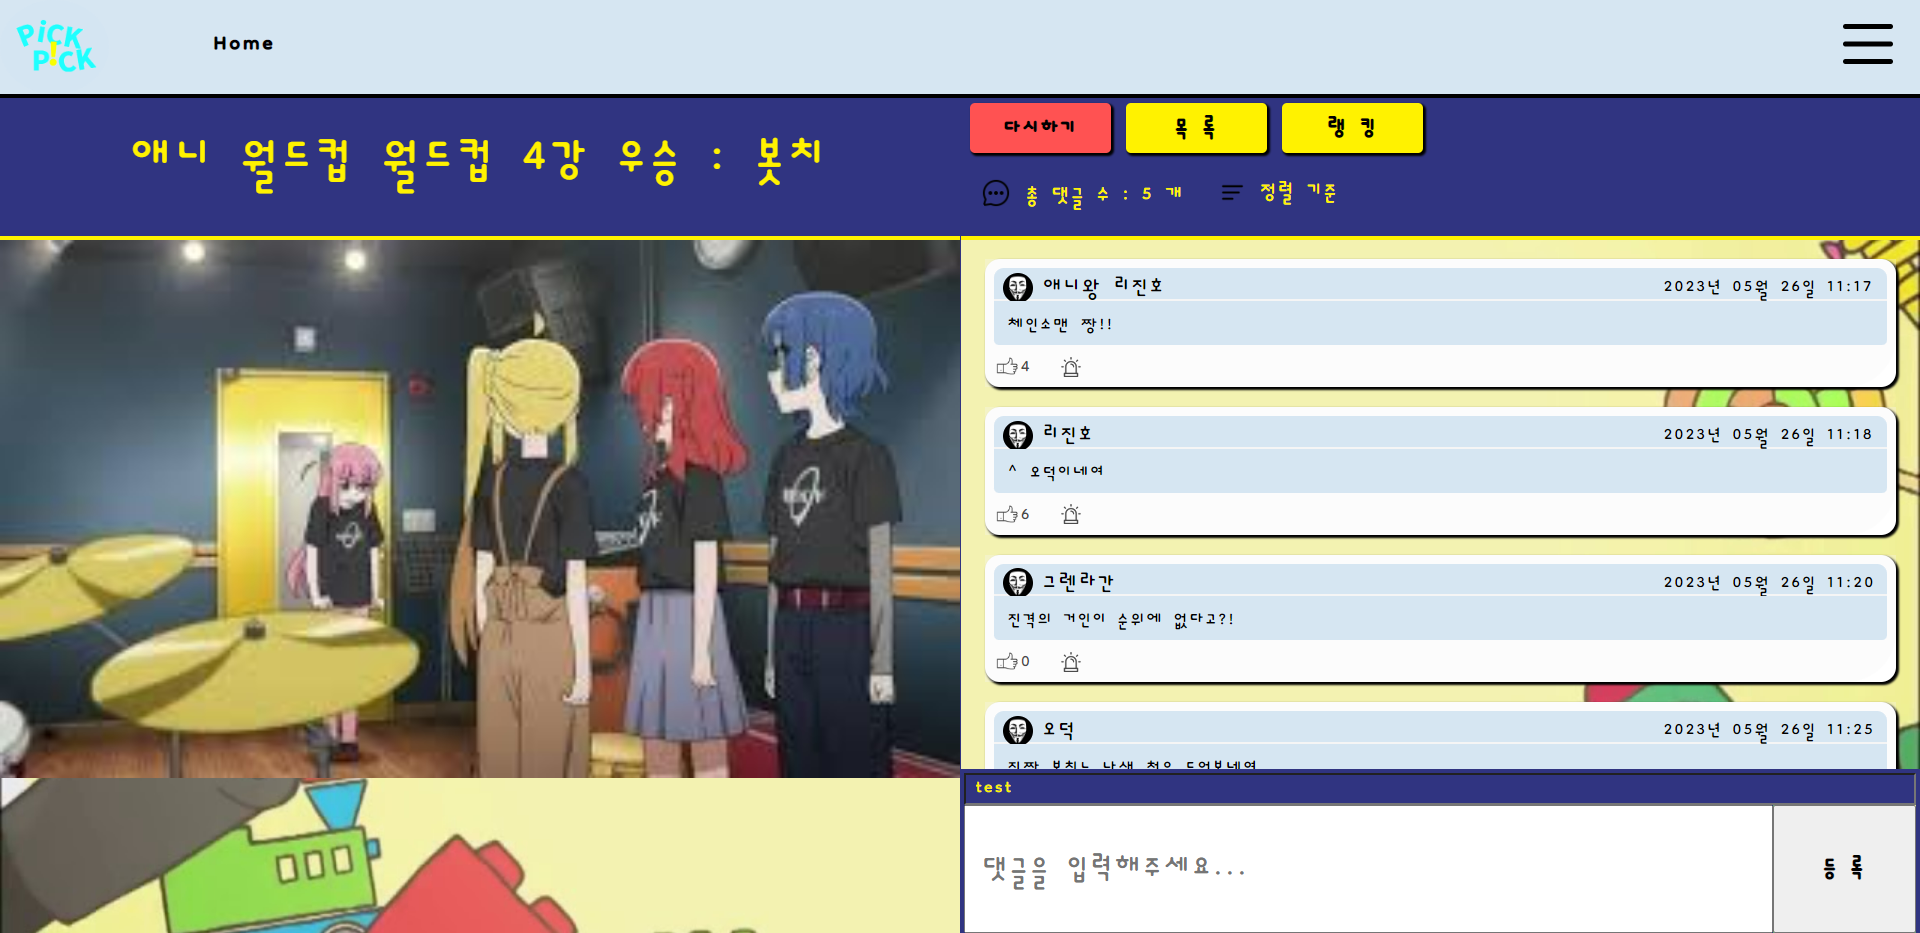 PiCK
P!CK
Home
애니 월드컵 월드컵 4강 우승 : 봇치
다시하기
목록
랭킹
총 댓글 수 : 5 개
정렬 기준
애니왕 리진호
2023년 05월 26일 11:17
체인소맨 짱!!
4
리진호
2023년 05월 26일 11:18
^ 오덕이네여
6
그렌라간
2023년 05월 26일 11:20
진격의 거인이 순위에 없다고?!
0
오덕
2023년 05월 26일 11:25
test
댓글을 입력해주세요...
등록